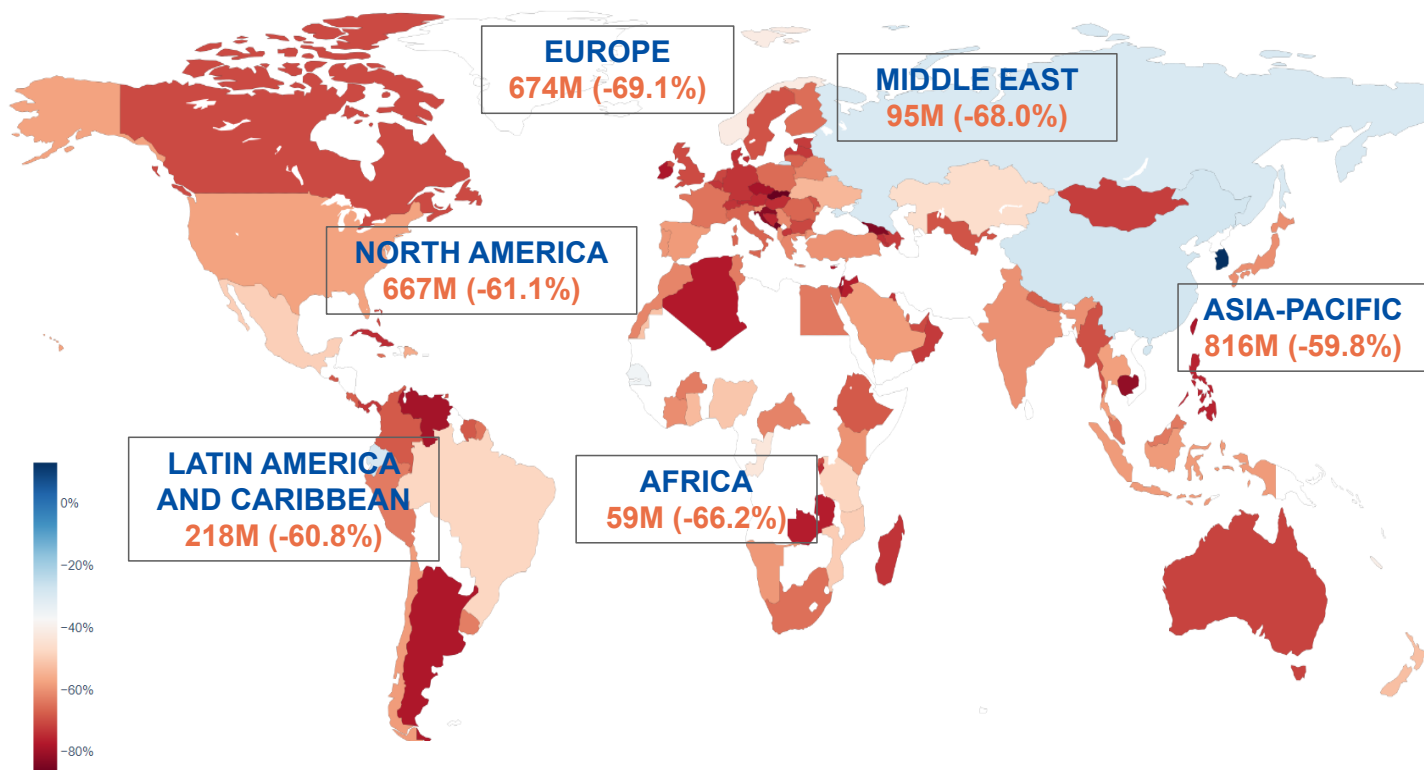 EUROPE
674M (-69.1%)
MIDDLE EAST
95M (-68.0%)
NORTH AMERICA
667M (-61.1%)
ASIA-PACIFIC
816M (-59.8%)
LATIN AMERICA
AND CARIBBEAN
218M (-60.8%)
AFRICA
59M (-66.2%)
0%
−20%
−40%
−60%
−80%